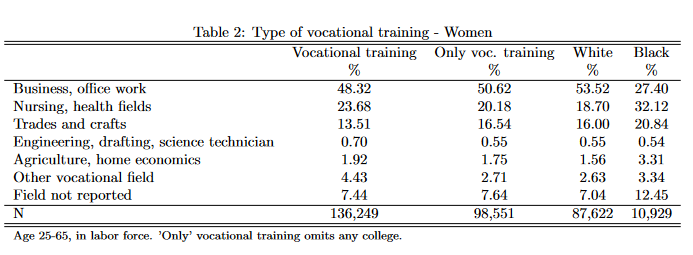 Table 2: Type of vocational training - Women
Vocational training Only voc. training White Black
% % % %
Business, office work 48.32 50.62 53.52 27.40
Nursing, health fields 23.68 20.18 18.70 32.12
Trades and crafts 13.51 16.54 16.00 20.84
Engineering, drafting, science technician 0.70 0.55 0.55 0.54
Agriculture, home economics 1.92 1.75 1.56 3.31
Other vocational field 4.43 2.71 2.63 3.34
Field not reported 7.44 7.64 7.04 12.45
N 136,249 98,551 87,622 10,929
Age 25-65, in labor force. 'Only' vocational training omits any college.